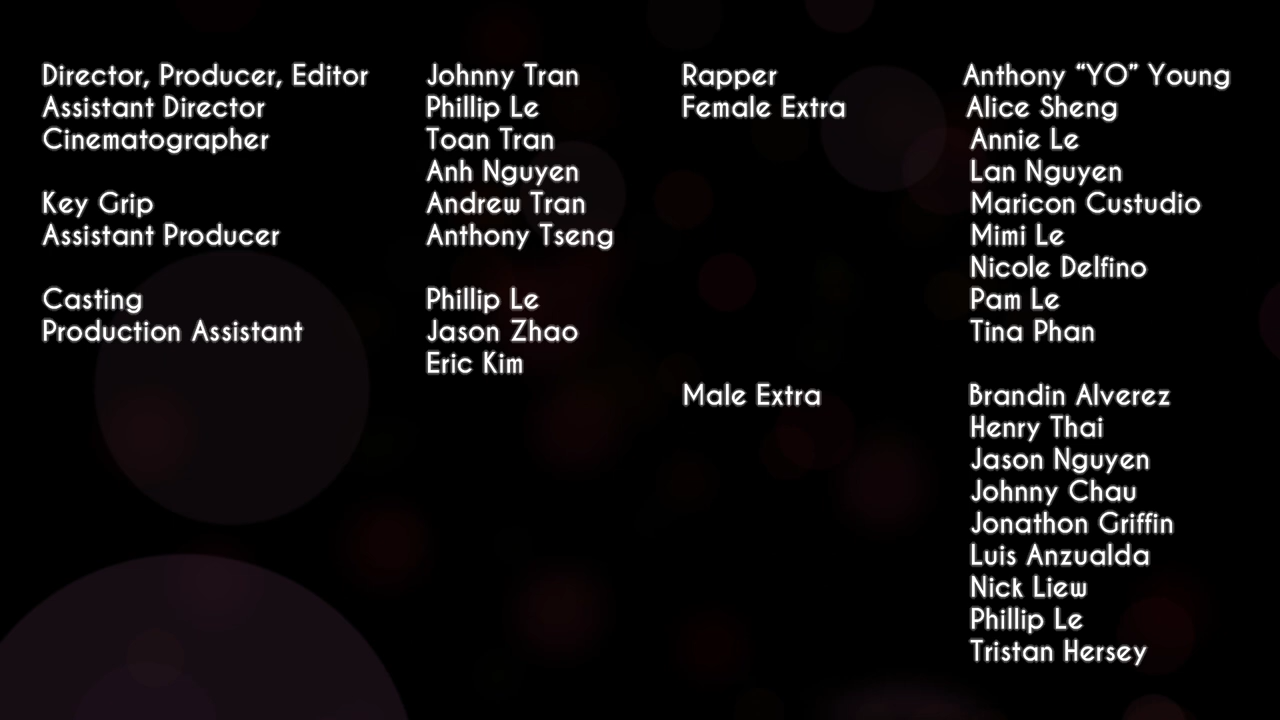 Director, Producer, Editor Johnny Tran
Assistant Director Phillip Le
Cinematographer Toan Tran
Anh Nguyen
Key Grip Andrew Tran
Assistant Producer Anthony Tseng
Casting Phillip Le
Production Assistant Jason Zhao
Eric Kim
Rapper Anthony “YO” Young
Female Extra Alice Sheng
Annie Le
Lan Nguyen
Maricon Custudio
Mimi Le
Nicole Delfino
Pam Le
Tina Phan
Male Extra Brandin Alverez
Henry Thai
Jason Nguyen
Johnny Chau
Jonathon Griffin
Luis Anzualda
Nick Liew
Phillip Le
Tristan Hersey